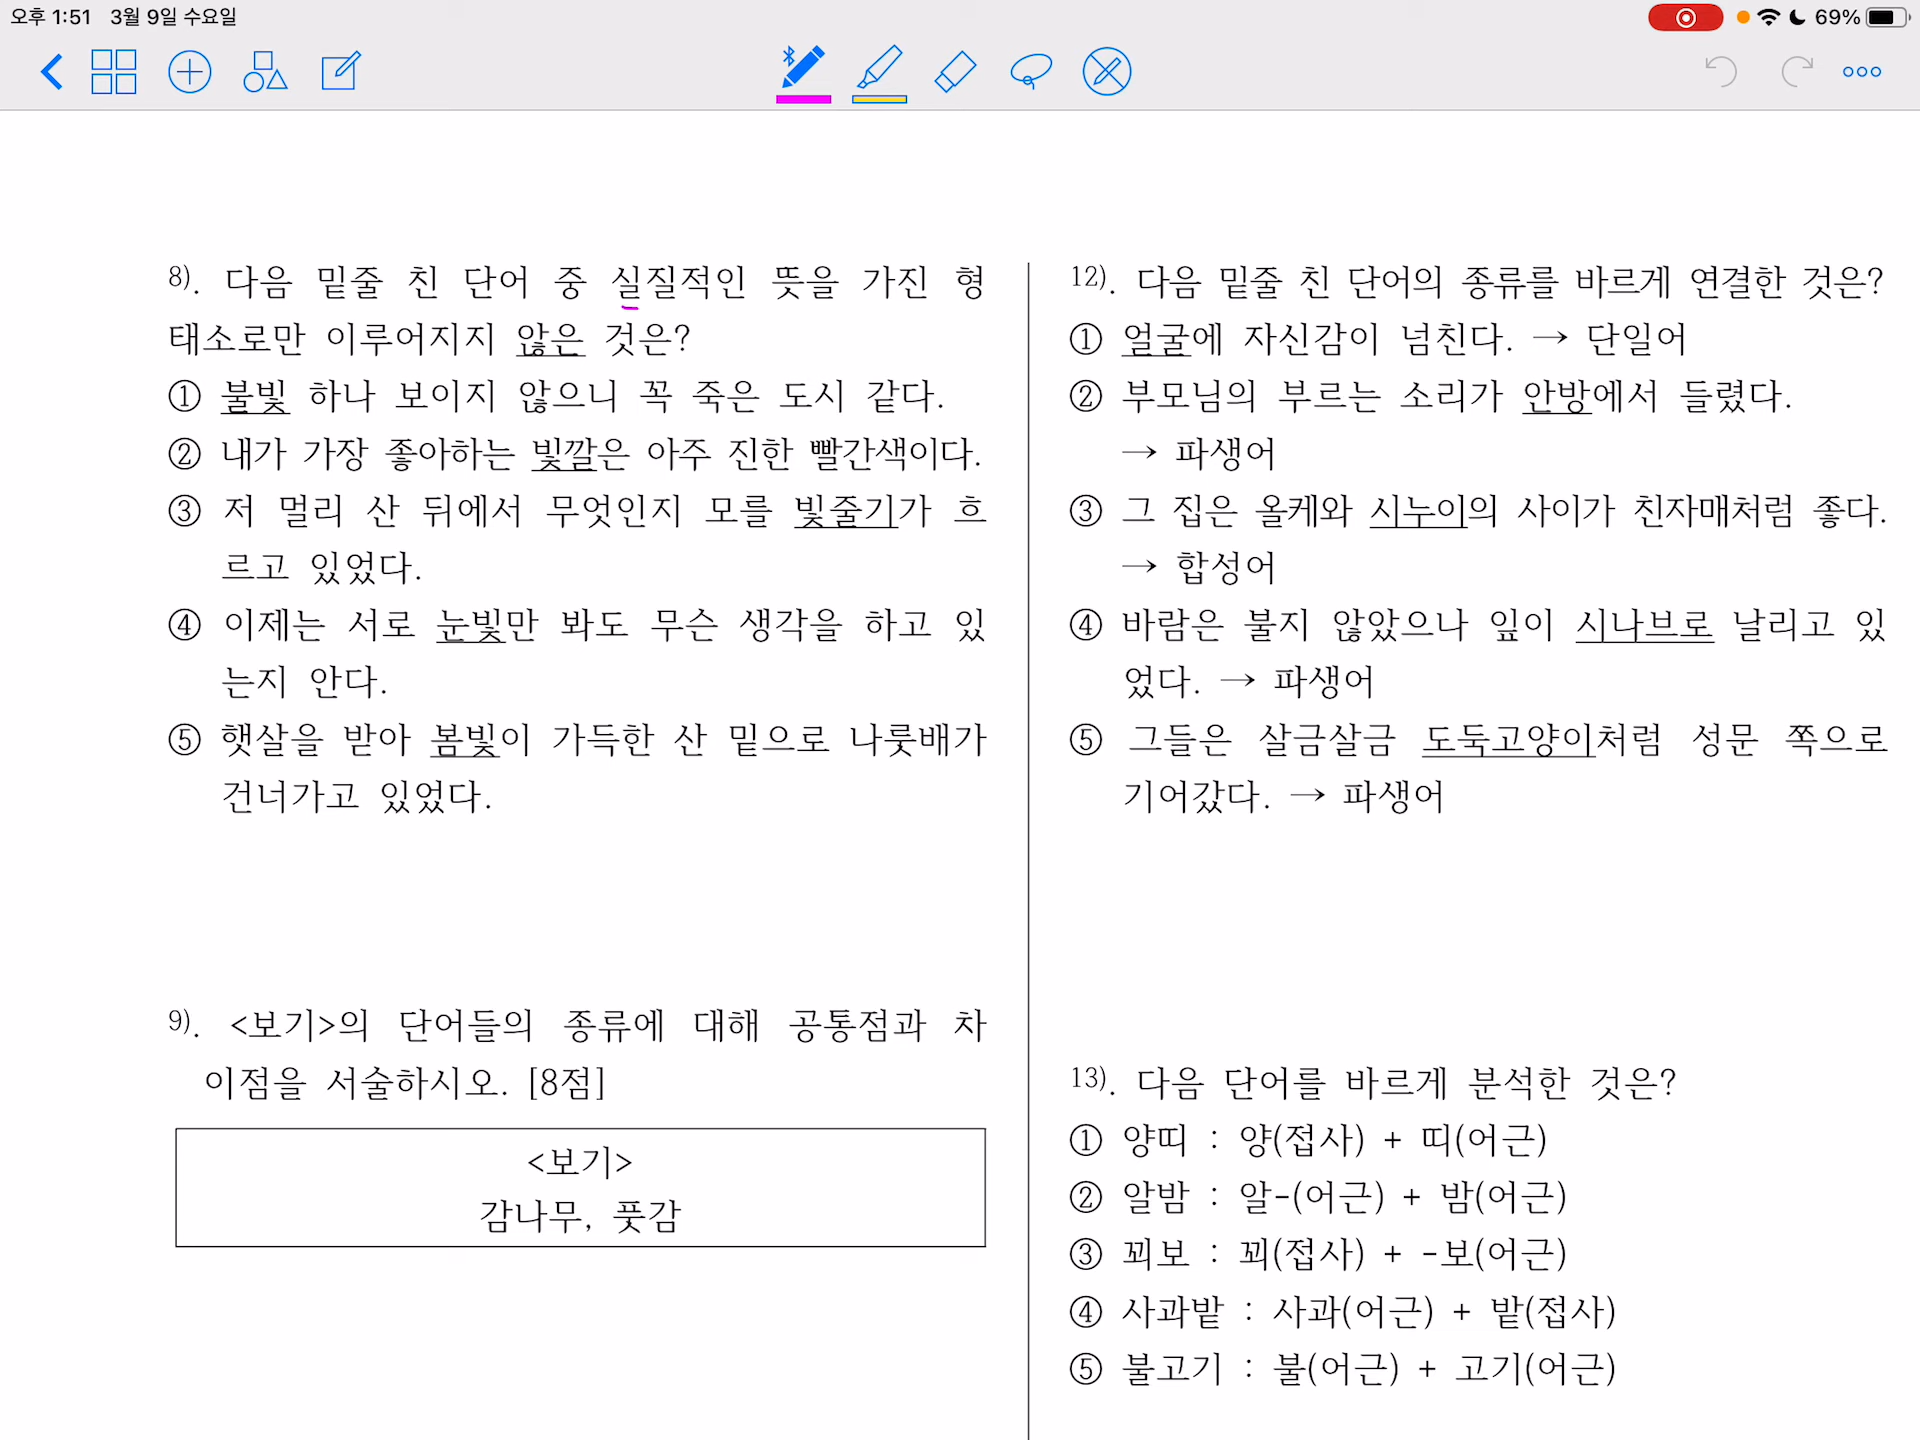 오후 1:51 3월 9일 수요일
69%
8). 다음 밑줄 친 단어 중 실질적인 뜻을 가진 형
태소로만 이루어지지 않은 것은?
① 불빛 하나 보이지 않으니 꼭 죽은 도시 같다.
② 내가 가장 좋아하는 빛깔은 아주 진한 빨간색이다.
③ 저 멀리 산 뒤에서 무엇인지 모를 빛줄기가 흐
르고 있었다.
④ 이제는 서로 눈빛만 봐도 무슨 생각을 하고 있
는지 안다.
⑤ 햇살을 받아 봄빛이 가득한 산 밑으로 나룻배가
건너가고 있었다.
9). <보기>의 단어들의 종류에 대해 공통점과 차
이점을 서술하시오. [8점]
<보기>
감나무, 풋감
12). 다음 밑줄 친 단어의 종류를 바르게 연결한 것은?
① 얼굴에 자신감이 넘친다. → 단일어
② 부모님의 부르는 소리가 안방에서 들렸다.
→ 파생어
③ 그 집은 올케와 시누이의 사이가 친자매처럼 좋다.
→ 합성어
④ 바람은 불지 않았으나 잎이 시나브로 날리고 있
었다. → 파생어
⑤ 그들은 살금살금 도둑고양이처럼 성문 쪽으로
기어갔다. → 파생어
13). 다음 단어를 바르게 분석한 것은?
① 양띠 : 양(접사) + 띠(어근)
② 알밤 : 알-(어근) + 밤(어근)
③ 꾀보 : 꾀(접사) + -보(어근)
④ 사과밭 : 사과(어근) + 밭(접사)
⑤ 불고기 : 불(어근) + 고기(어근)